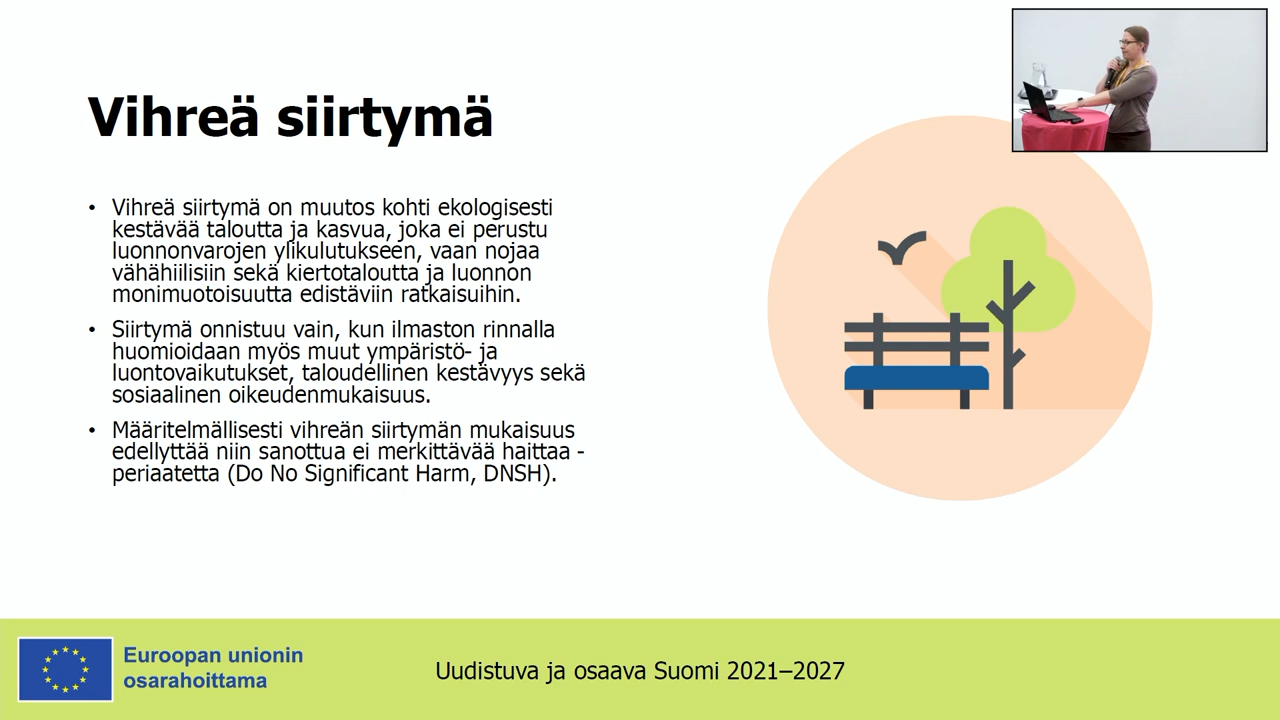 Vihreä siirtymä
• Vihreä siirtymä on muutos kohti ekologisesti
kestävää taloutta ja kasvua, joka ei perustu
luonnonvarojen ylikulutukseen, vaan nojaa
vähähiilisiin sekä kiertotaloutta ja luonnon
monimuotoisuutta edistäviin ratkaisuihin.
• Siirtymä onnistuu vain, kun ilmaston rinnalla
huomioidaan myös muut ympäristö- ja
luontovaikutukset, taloudellinen kestävyys sekä
sosiaalinen oikeudenmukaisuus.
• Määritelmällisesti vihreän siirtymän mukaisuus
edellyttää niin sanottua ei merkittävää haittaa -
periaatetta (Do No Significant Harm, DNSH).
Euroopan unionin
osarahoittama
Uudistuva ja osaava Suomi 2021–2027